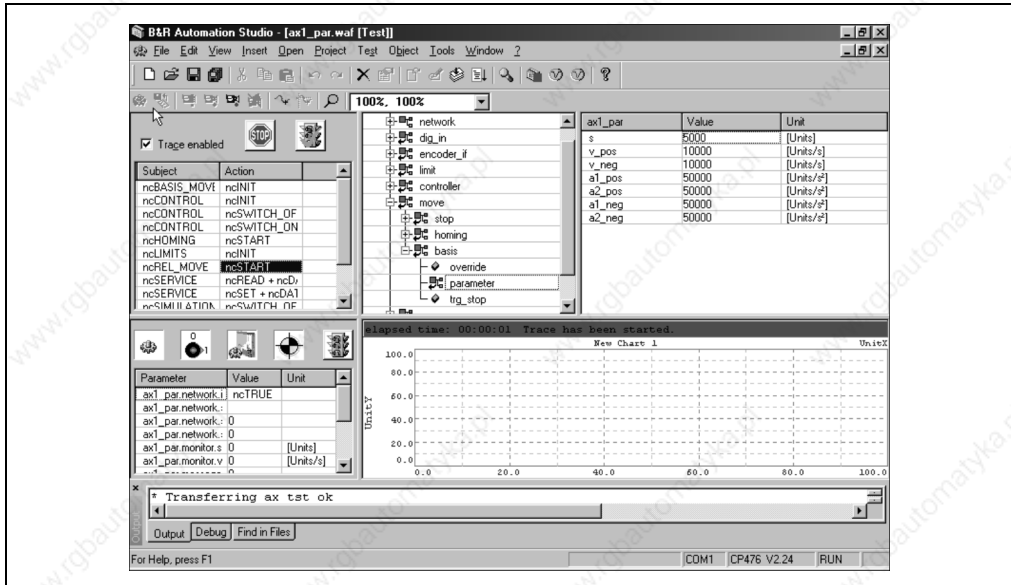 B&R Automation Studio - [ax1_par.waf [Test]]
File Edit View Insert Open Project Test Object Tools Window ?
100%, 100%
Trace enabled
STOP
Subject Action
ncBASIS_MOVE ncINIT
ncCONTROL ncINIT
ncCONTROL ncSWITCH_OF
ncCONTROL ncSWITCH_ON
ncHOMING ncSTART
ncLIMITS ncINIT
ncREL_MOVE ncSTART
ncSERVICE ncREAD + ncD
ncSERVICE ncSET + ncDAT
ncSIMULATION ncSWITCH_OF
network
dig_in
encoder_if
limit
controller
move
stop
homing
basis
override
parameter
trg_stop
ax1_par Value Unit
s 5000 [Units]
v_pos 10000 [Units/s]
v_neg 10000 [Units/s]
a1_pos 50000 [Units/s²]
a2_pos 50000 [Units/s²]
a1_neg 50000 [Units/s²]
a2_neg 50000 [Units/s²]
Parameter Value Unit
ax1_par.network.i ncTRUE
ax1_par.network.:
ax1_par.network.: 0
ax1_par.network.: 0
ax1_par.monitor.s 0 [Units]
ax1_par.monitor.v 0 [Units/s]
elapsed time: 00:00:01 Trace has been started.
New Chart 1 UnitX
UnitY
100.0
80.0
60.0
40.0
20.0
0.0
0.0 20.0 40.0 60.0 80.0 100.0
* Transferring ax tst ok
Output Debug Find in Files
For Help, press F1 COM1 CP476 V2.24 RUN
www.rgbautomatyka.pl